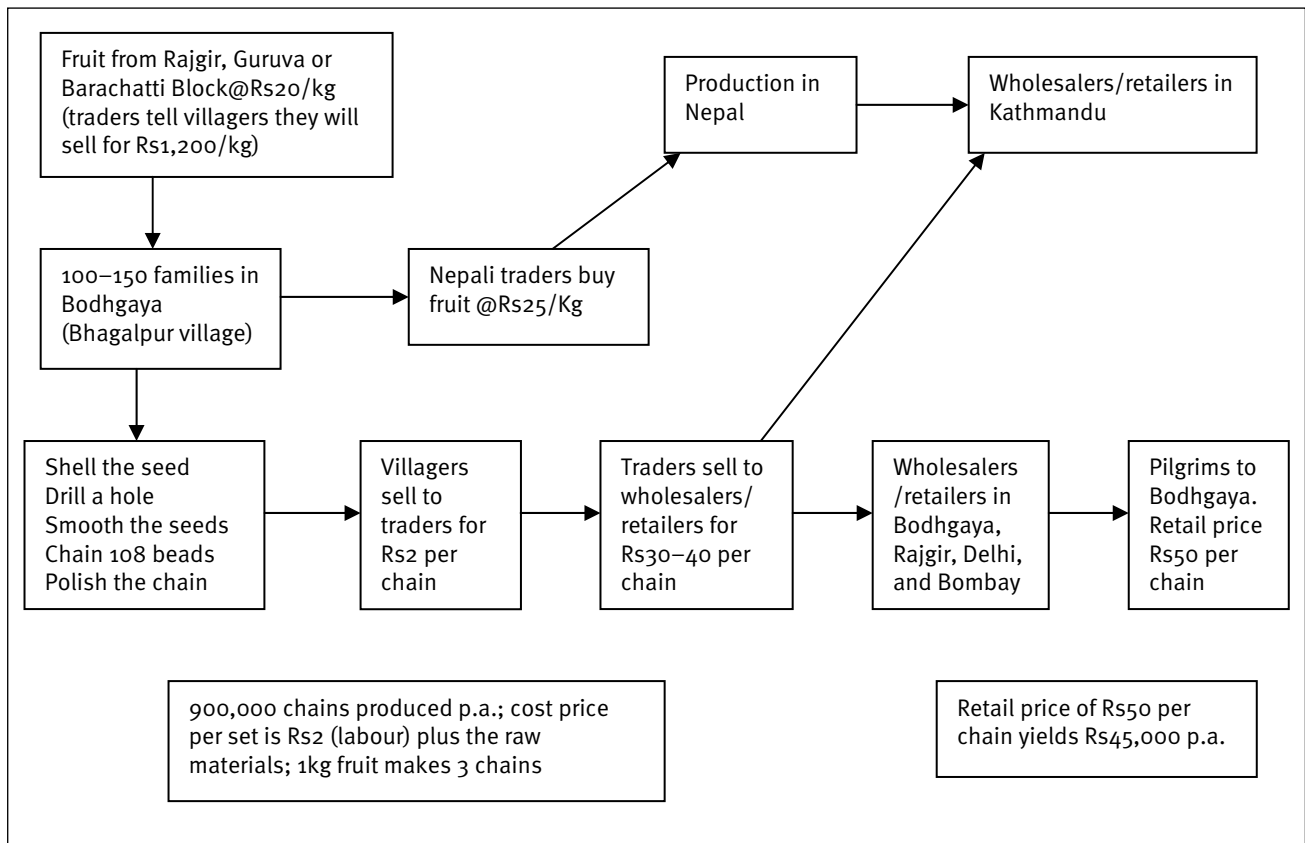 Fruit from Rajgir, Guruva or
Barachatti Block@Rs20/kg
(traders tell villagers they will
sell for Rs1,200/kg)
Production in
Nepal
Wholesalers/retailers in
Kathmandu
100–150 families in
Bodhgaya
(Bhagalpur village)
Nepali traders buy
fruit @Rs25/Kg
Shell the seed
Drill a hole
Smooth the seeds
Chain 108 beads
Polish the chain
Villagers
sell to
traders for
Rs2 per
chain
Traders sell to
wholesalers/
retailers for
Rs30–40 per
chain
Wholesalers
/retailers in
Bodhgaya,
Rajgir, Delhi,
and Bombay
Pilgrims to
Bodhgaya.
Retail price
Rs50 per
chain
900,000 chains produced p.a.; cost price
per set is Rs2 (labour) plus the raw
materials; 1kg fruit makes 3 chains
Retail price of Rs50 per
chain yields Rs45,000 p.a.